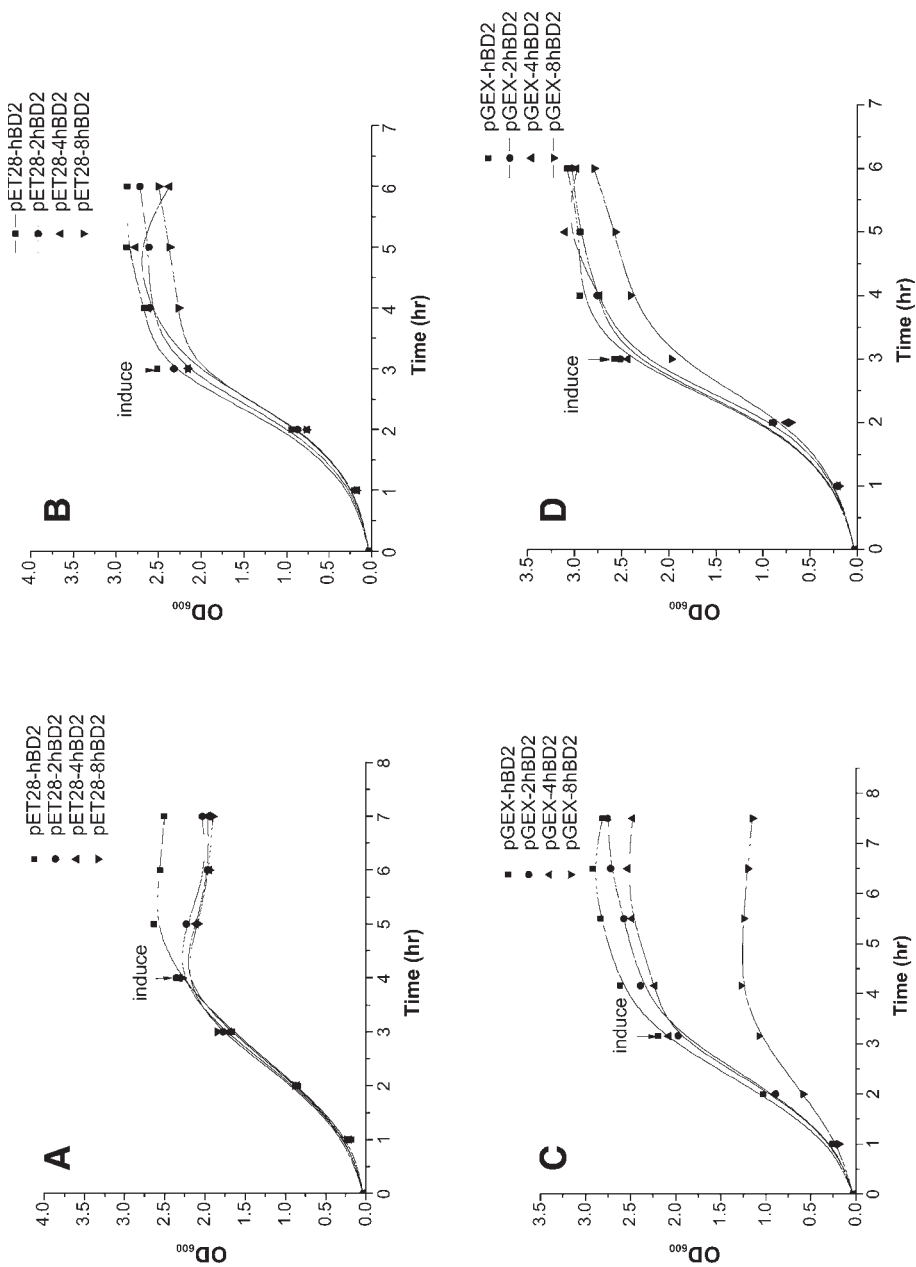 A
pET28-hBD2
pET28-2hBD2
pET28-4hBD2
pET28-8hBD2
induce
4.0
3.5
3.0
2.5
2.0
1.5
1.0
0.5
0.0
OD₆₀₀
0 1 2 3 4 5 6 7 8
Time (hr)
B
pET28-hBD2
pET28-2hBD2
pET28-4hBD2
pET28-8hBD2
induce
4.0
3.5
3.0
2.5
2.0
1.5
1.0
0.5
0.0
OD₆₀₀
0 1 2 3 4 5 6 7
Time (hr)
C
pGEX-hBD2
pGEX-2hBD2
pGEX-4hBD2
pGEX-8hBD2
induce
3.5
3.0
2.5
2.0
1.5
1.0
0.5
0.0
OD₆₀₀
0 1 2 3 4 5 6 7 8
Time (hr)
D
pGEX-hBD2
pGEX-2hBD2
pGEX-4hBD2
pGEX-8hBD2
induce
3.5
3.0
2.5
2.0
1.5
1.0
0.5
0.0
OD₆₀₀
0 1 2 3 4 5 6 7
Time (hr)